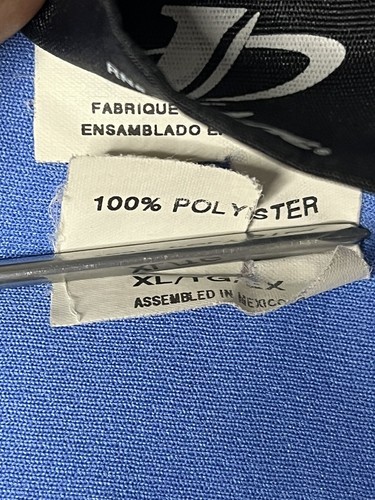 FABRIQUE
ENSAMBLADO E
100% POLYESTER
XL/TG/EX
ASSEMBLED IN MEXICO